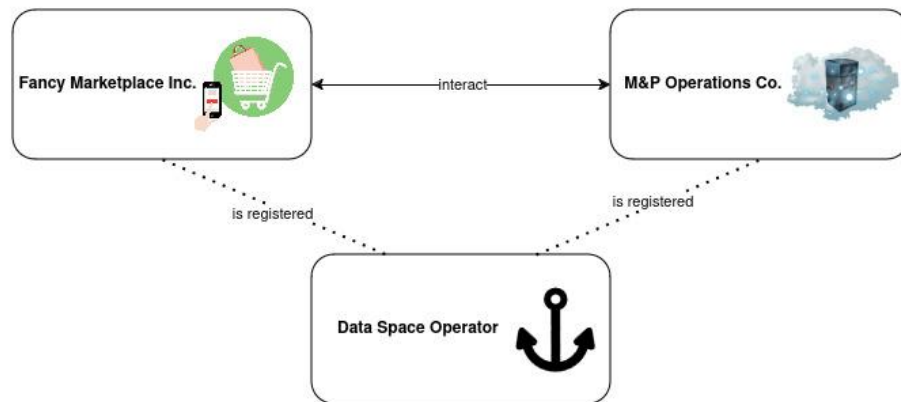 Fancy Marketplace Inc.
interact
M&P Operations Co.
is registered
is registered
Data Space Operator